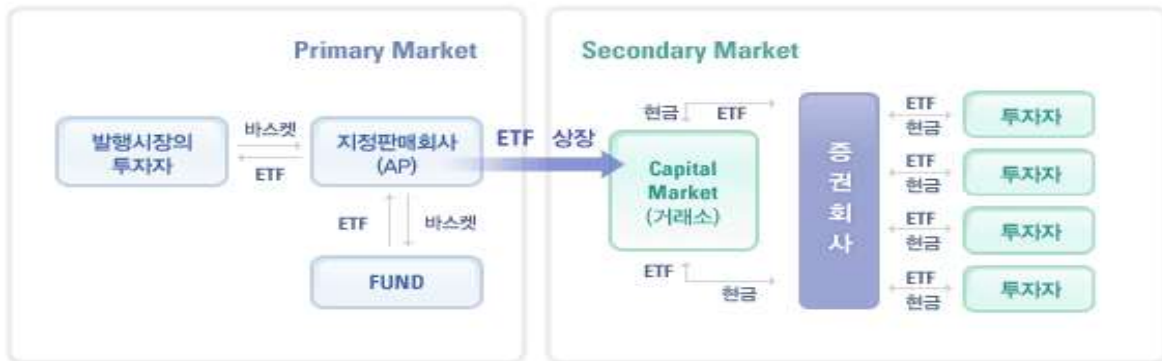 Primary Market
발행시장의
투자자
바스켓
ETF
지정판매회사
(AP)
ETF
바스켓
FUND
ETF 상장
Secondary Market
현금
ETF
Capital
Market
(거래소)
ETF
현금
증
권
회
사
ETF
현금
투자자
ETF
현금
투자자
ETF
현금
투자자
ETF
현금
투자자